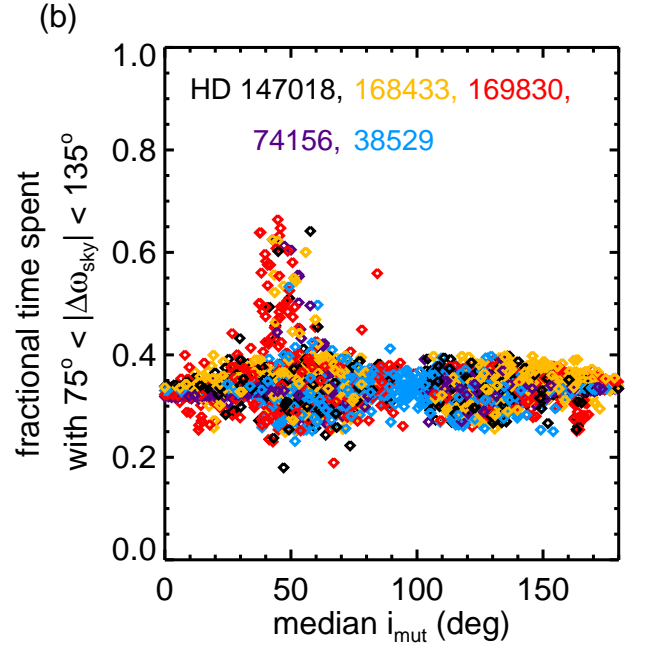 (b)
HD 147018, 168433, 169830,
74156, 38529
fractional time spent
with 75° < |Δω_sky| < 135°
1.0
0.8
0.6
0.4
0.2
0.0
0 50 100 150
median i_mut (deg)